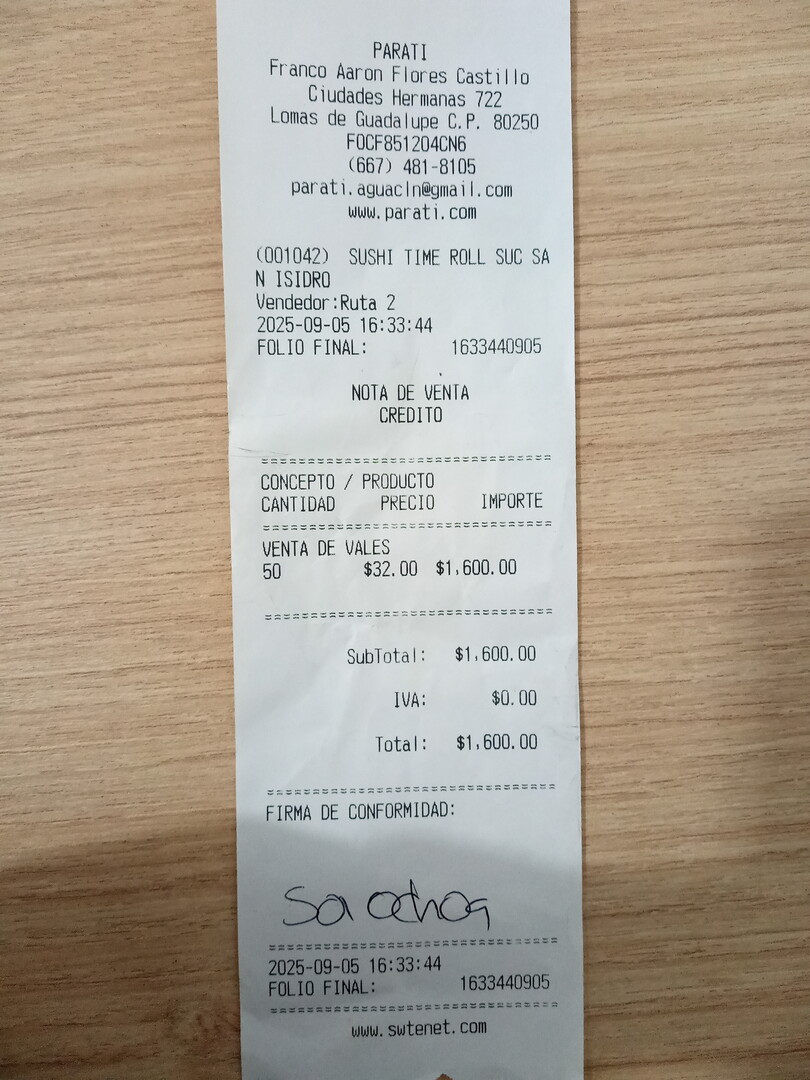 PARATI
Franco Aaron Flores Castillo
Ciudades Hermanas 722
Lomas de Guadalupe C.P. 80250
FOCF851204CN6
(667) 481-8105
parati.aguacln@gmail.com
www.parati.com
(001042) SUSHI TIME ROLL SUC SA
N ISIDRO
Vendedor:Ruta 2
2025-09-05 16:33:44
FOLIO FINAL: 1633440905
NOTA DE VENTA
CREDITO
================================
CONCEPTO / PRODUCTO
CANTIDAD PRECIO IMPORTE
================================
VENTA DE VALES
50 $32.00 $1,600.00
================================
SubTotal: $1,600.00
IVA: $0.00
Total: $1,600.00
================================
FIRMA DE CONFORMIDAD:
ochoa
================================
2025-09-05 16:33:44
FOLIO FINAL: 1633440905
================================
www.swtenet.com